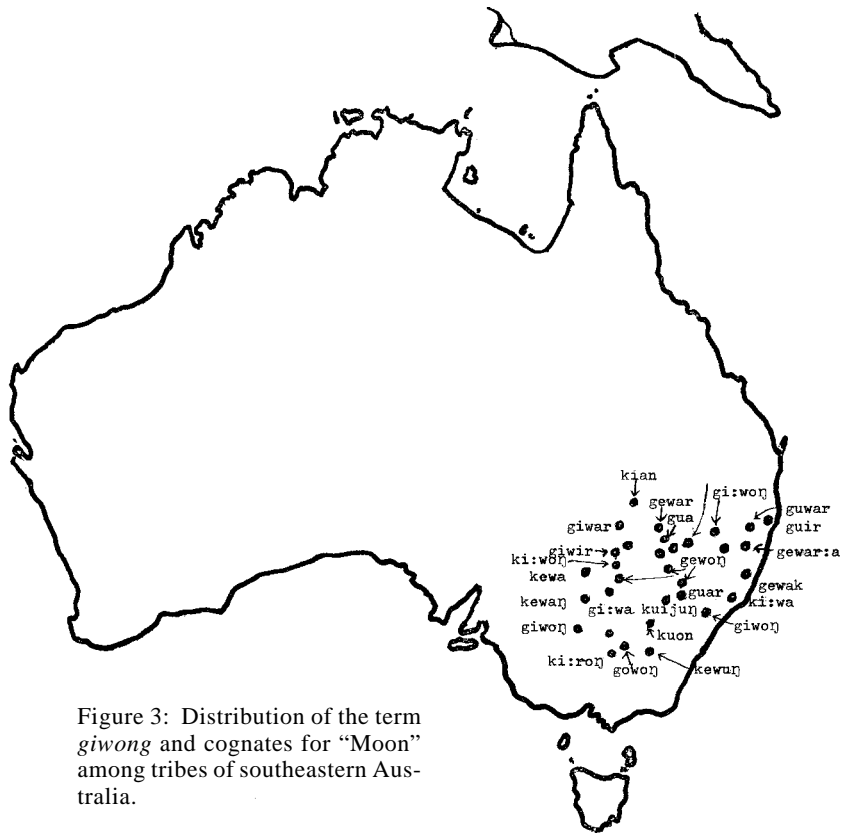 kian
gi:woŋ
gewar
guwar
gua
giwar
guir
giwir
gewar:a
ki:woŋ
gewoŋ
kewa
gewak
guar
kewaŋ
gi:wa kuijuŋ
ki:wa
giwoŋ
giwoŋ
kuon
ki:roŋ
gowoŋ
kewuŋ
Figure 3: Distribution of the term
giwong and cognates for “Moon”
among tribes of southeastern Aus-
tralia.